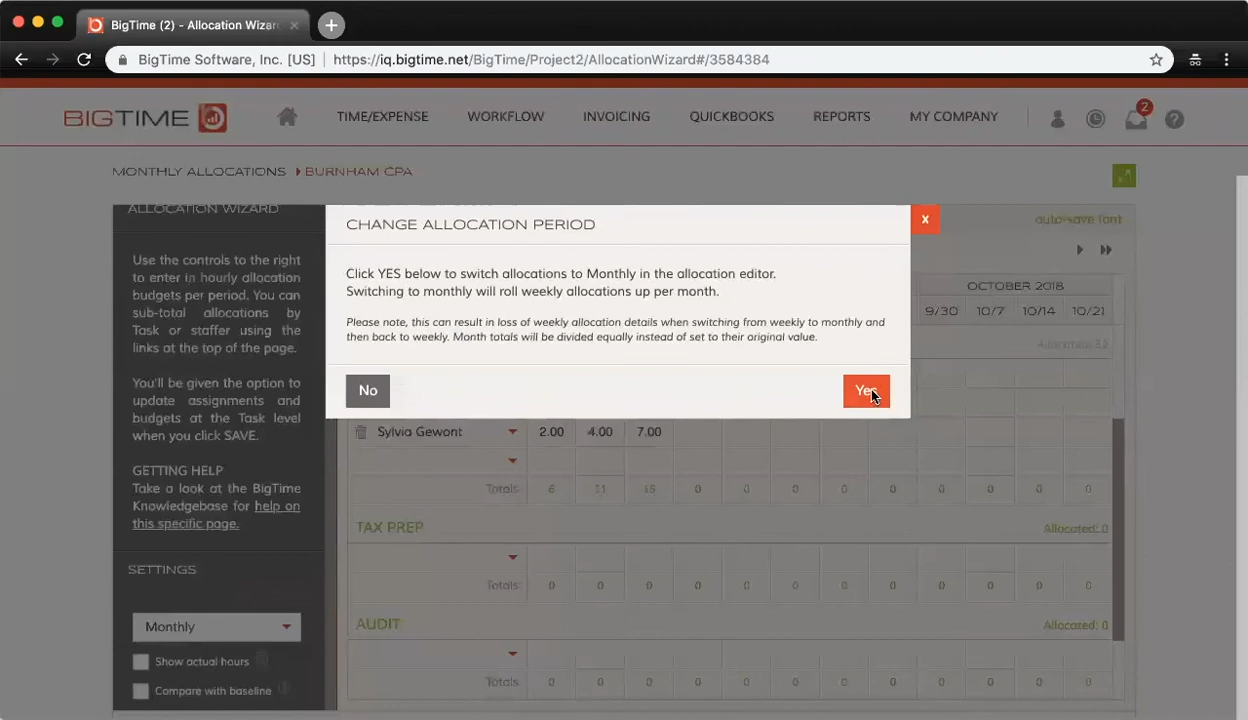 BigTime (2) - Allocation Wizar
BigTime Software, Inc. [US] https://iq.bigtime.net/BigTime/Project2/AllocationWizard#/3584384
BIGTIME TIME/EXPENSE WORKFLOW INVOICING QUICKBOOKS REPORTS MY COMPANY 2
MONTHLY ALLOCATIONS BURNHAM CPA
ALLOCATION WIZARD
Use the controls to the right
to enter in hourly allocation
budgets per period. You can
sub-total allocations by
Task or staffer using the
links at the top of the page.
You'll be given the option to
update assignments and
budgets at the Task level
when you click SAVE.
GETTING HELP
Take a look at the BigTime
Knowledgebase for help on
this specific page.
SETTINGS
Monthly
Show actual hours
Compare with baseline
CHANGE ALLOCATION PERIOD
x
Click YES below to switch allocations to Monthly in the allocation editor.
Switching to monthly will roll weekly allocations up per month.
Please note, this can result in loss of weekly allocation details when switching from weekly to monthly and
then back to weekly. Month totals will be divided equally instead of set to their original value.
No Yes
auto-size font
OCTOBER 2018
9/30 10/7 10/14 10/21
Sylvia Gewont 2.00 4.00 7.00
Totals: 6 11 15 0 0 0 0 0 0 0 0 0
TAX PREP Allocated: 0
Totals: 0 0 0 0 0 0 0 0 0 0 0 0
AUDIT Allocated: 0
Totals: 0 0 0 0 0 0 0 0 0 0 0 0